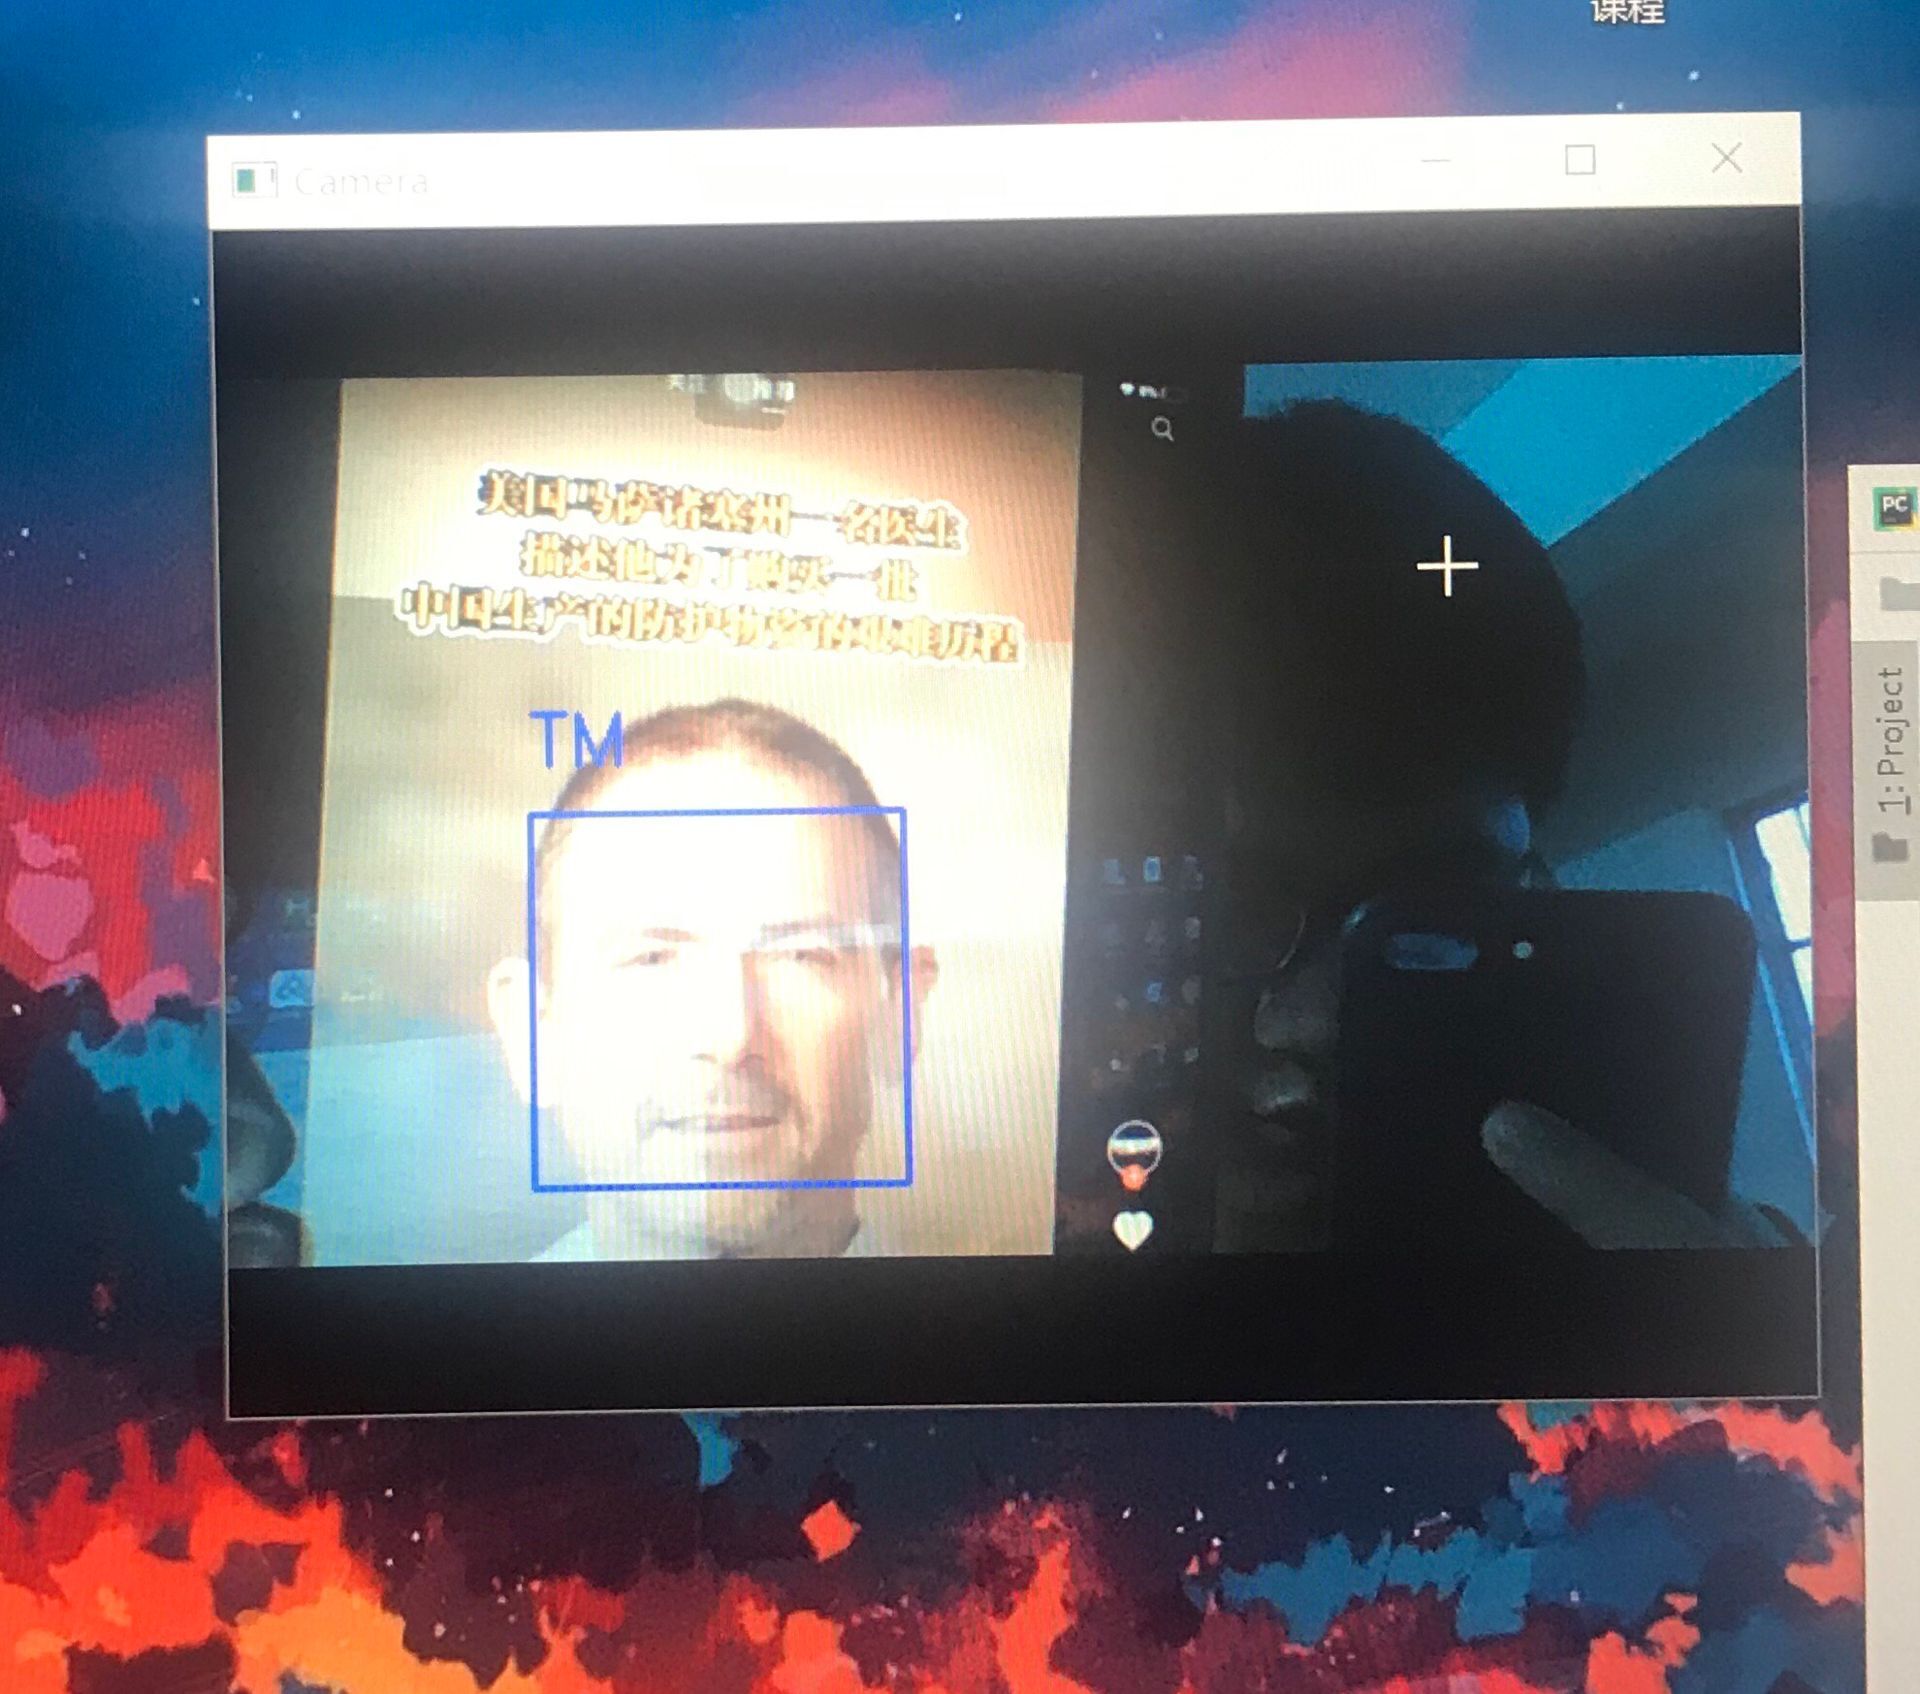 课程
Camera
美国马萨诸塞州一名医生
描述他为了购买一批
中国生产的防护物资的艰难历程
TM
PC
1: Project